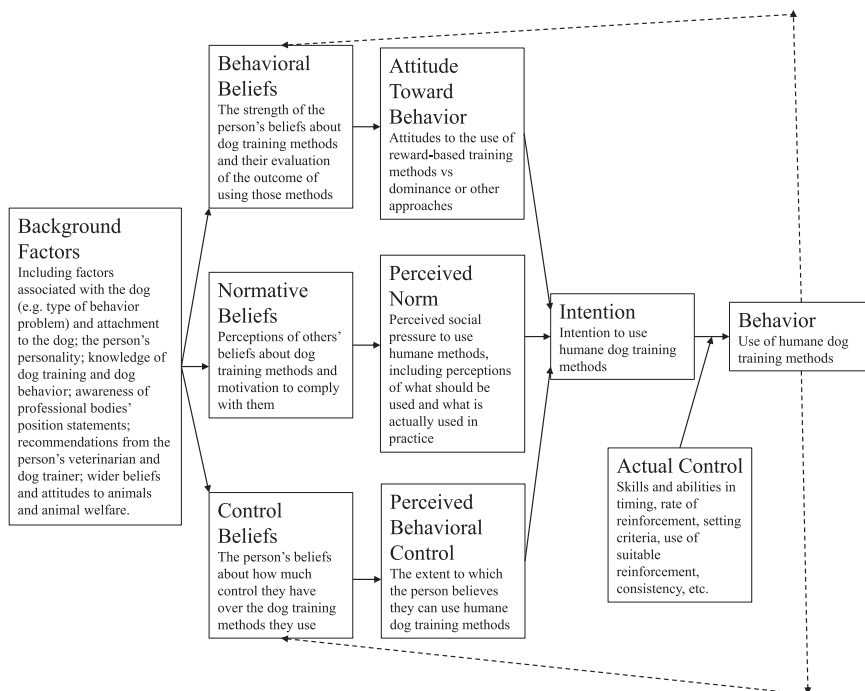 Behavioral
Beliefs
The strength of the
person's beliefs about
dog training methods
and their evaluation
of the outcome of
using those methods
Attitude
Toward
Behavior
Attitudes to the use of
reward-based training
methods vs
dominance or other
approaches
Background
Factors
Including factors
associated with the dog
(e.g. type of behavior
problem) and attachment
to the dog; the person's
personality; knowledge of
dog training and dog
behavior; awareness of
professional bodies'
position statements;
recommendations from the
person's veterinarian and
dog trainer; wider beliefs
and attitudes to animals
and animal welfare.
Normative
Beliefs
Perceptions of others'
beliefs about dog
training methods and
motivation to comply
with them
Perceived
Norm
Perceived social
pressure to use
humane methods,
including perceptions
of what should be
used and what is
actually used in
practice
Intention
Intention to use
humane dog training
methods
Behavior
Use of humane dog
training methods
Control
Beliefs
The person's beliefs
about how much
control they have
over the dog training
methods they use
Perceived
Behavioral
Control
The extent to which
the person believes
they can use humane
dog training methods
Actual Control
Skills and abilities in
timing, rate of
reinforcement, setting
criteria, use of
suitable
reinforcement,
consistency, etc.